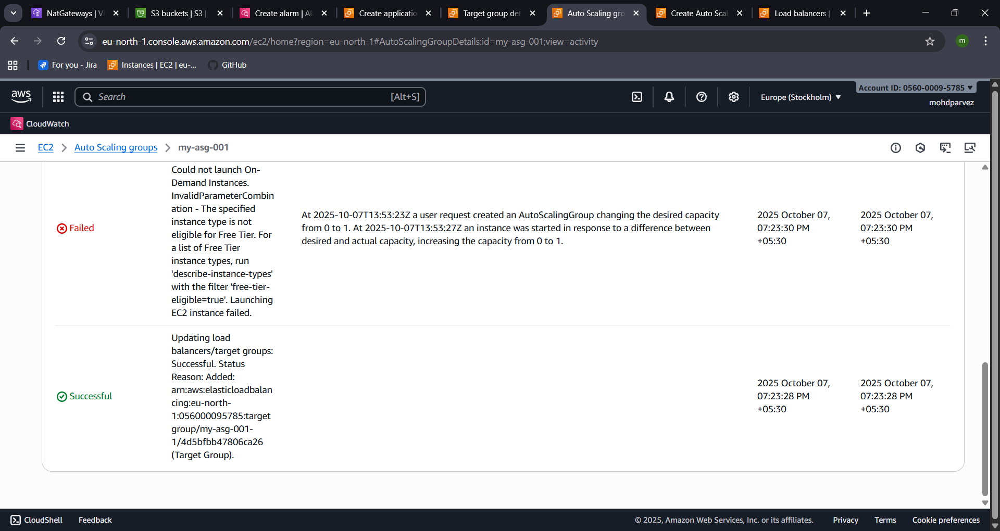 NatGateways | V
S3 buckets | S3 |
Create alarm | Al
Create applicatio
Target group det
Auto Scaling gro
Create Auto Scal
Load balancers |
eu-north-1.console.aws.amazon.com/ec2/home?region=eu-north-1#AutoScalingGroupDetails:id=my-asg-001;view=activity
m
For you - Jira
Instances | EC2 | eu-...
GitHub
aws
Search
[Alt+S]
Europe (Stockholm)
Account ID: 0560-0009-5785
mohdparvez
CloudWatch
EC2
Auto Scaling groups
my-asg-001
Failed
Could not launch On-
Demand Instances.
InvalidParameterCombin
ation - The specified
instance type is not
eligible for Free Tier. For
a list of Free Tier
instance types, run
'describe-instance-types'
with the filter 'free-tier-
eligible=true'. Launching
EC2 instance failed.
At 2025-10-07T13:53:23Z a user request created an AutoScalingGroup changing the desired capacity
from 0 to 1. At 2025-10-07T13:53:27Z an instance was started in response to a difference between
desired and actual capacity, increasing the capacity from 0 to 1.
2025 October 07,
07:23:30 PM
+05:30
2025 October 07,
07:23:30 PM
+05:30
Successful
Updating load
balancers/target groups:
Successful. Status
Reason: Added:
arn:aws:elasticloadbalan
cing:eu-north-
1:056000095785:target
group/my-asg-001-
1/4d5bfbb47806ca26
(Target Group).
2025 October 07,
07:23:28 PM
+05:30
2025 October 07,
07:23:28 PM
+05:30
CloudShell
Feedback
© 2025, Amazon Web Services, Inc. or its affiliates.
Privacy
Terms
Cookie preferences